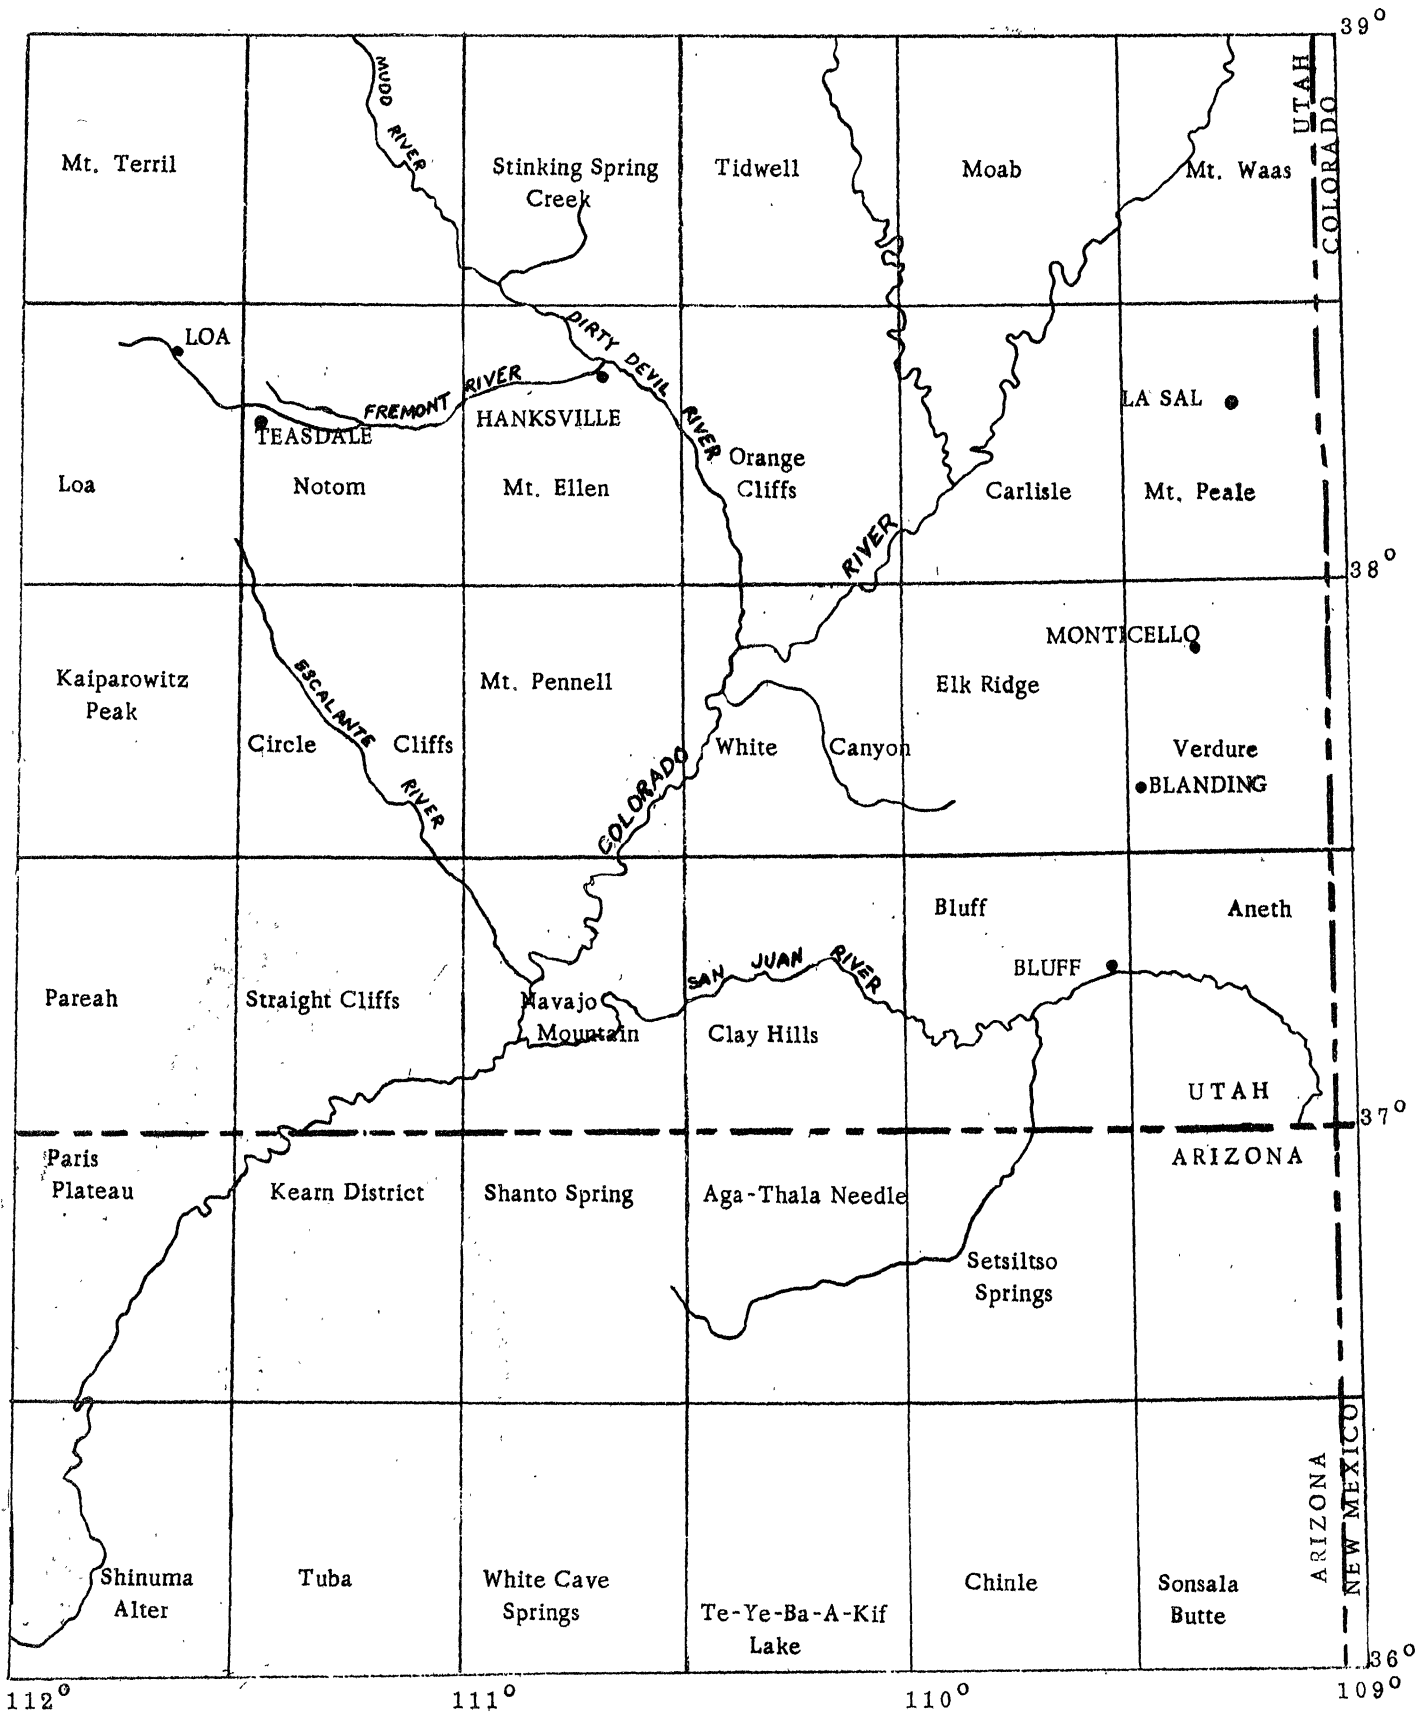 39°
MUDD
RIVER
UTAH
COLORADO
Mt. Terril
Stinking Spring
Creek
Tidwell
Moab
Mt. Waas
LOA
DIRTY DEVIL
RIVER
FREMONT RIVER
HANKSVILLE
TEASDALE
LA SAL
Loa
Notom
Mt. Ellen
Orange
Cliffs
Carlisle
Mt. Peale
RIVER
38°
MONTICELLO
Kaiparowitz
Peak
ESCALANTE
RIVER
Mt. Pennell
Elk Ridge
Circle Cliffs
COLORADO
White Canyon
Verdure
BLANDING
Bluff
Aneth
BLUFF
SAN JUAN RIVER
Pareah
Straight Cliffs
Navajo
Mountain
Clay Hills
UTAH
37°
ARIZONA
Paris
Plateau
Kearn District
Shanto Spring
Aga-Thala Needle
Setsiltso
Springs
ARIZONA
NEW MEXICO
Shinuma
Alter
Tuba
White Cave
Springs
Te-Ye-Ba-A-Kif
Lake
Chinle
Sonsala
Butte
36°
112°
111°
110°
109°